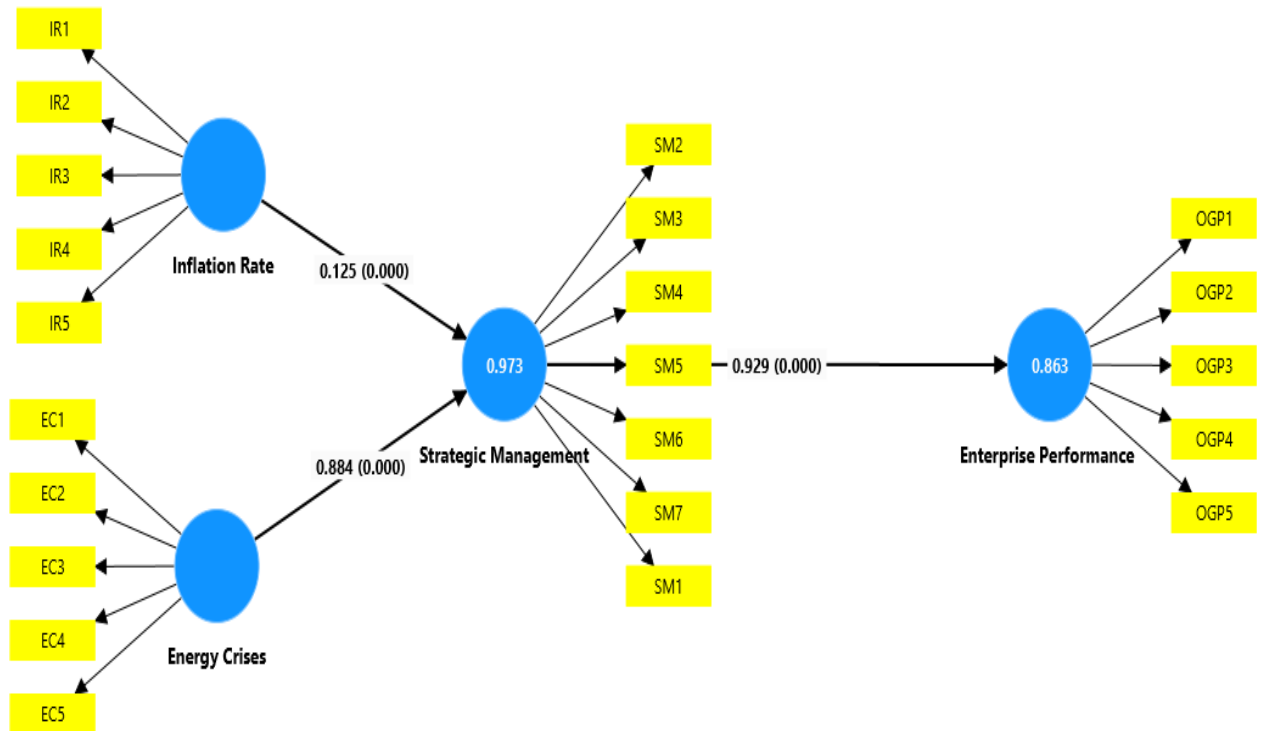 IR1
IR2
IR3
IR4
IR5
Inflation Rate
0.125 (0.000)
EC1
EC2
EC3
EC4
EC5
Energy Crises
0.884 (0.000)
0.973
Strategic Management
SM2
SM3
SM4
SM5
SM6
SM7
SM1
0.929 (0.000)
0.863
Enterprise Performance
OGP1
OGP2
OGP3
OGP4
OGP5